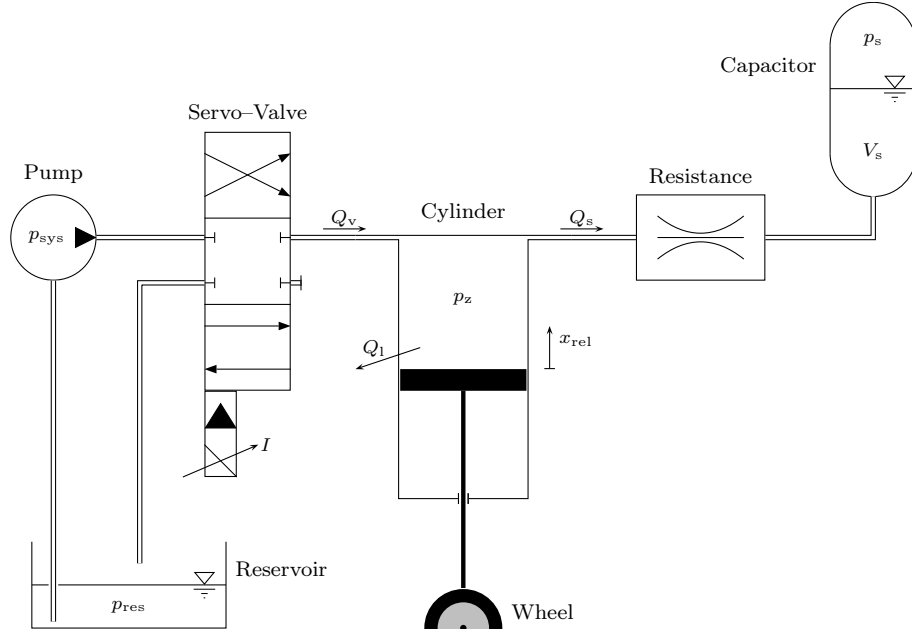 p_s
Capacitor
Servo–Valve
V_s
Pump
Resistance
Q_v
Cylinder
Q_s
p_sys
p_z
x_rel
Q_l
I
Reservoir
p_res
Wheel